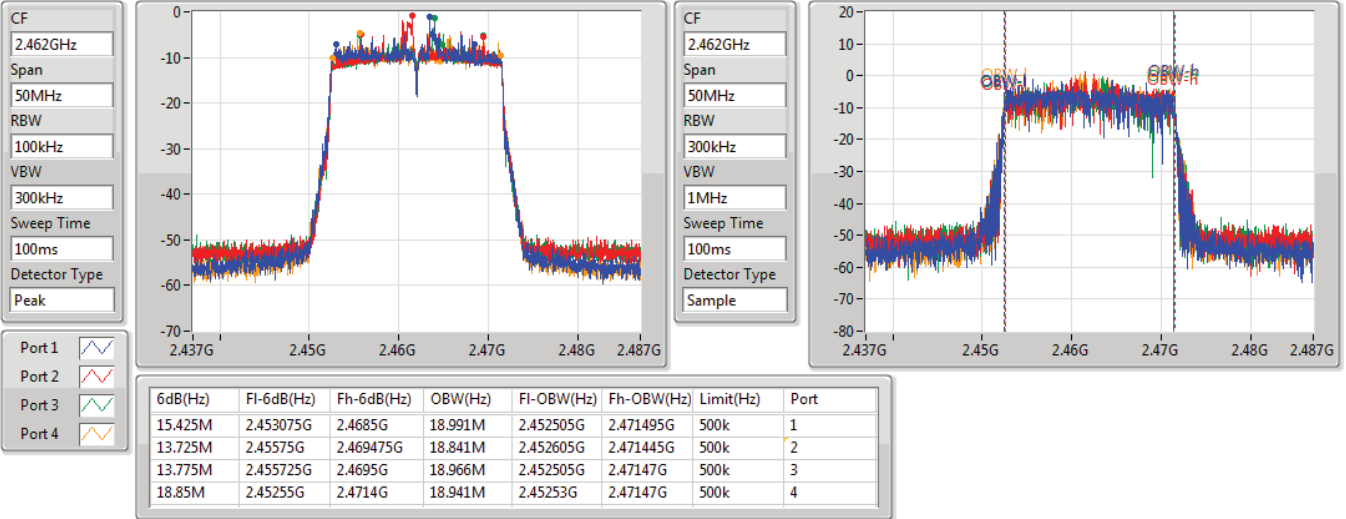 CF
2.462GHz
Span
50MHz
RBW
100kHz
VBW
300kHz
Sweep Time
100ms
Detector Type
Peak
0
-10
-20
-30
-40
-50
-60
-70
2.437G 2.45G 2.46G 2.47G 2.48G 2.487G
CF
2.462GHz
Span
50MHz
RBW
300kHz
VBW
1MHz
Sweep Time
100ms
Detector Type
Sample
20
10
0
-10
-20
-30
-40
-50
-60
-70
-80
OBW-l OBW-h
2.437G 2.45G 2.46G 2.47G 2.48G 2.487G
Port 1
Port 2
Port 3
Port 4
6dB(Hz) Fl-6dB(Hz) Fh-6dB(Hz) OBW(Hz) Fl-OBW(Hz) Fh-OBW(Hz) Limit(Hz) Port
15.425M 2.453075G 2.4685G 18.991M 2.452505G 2.471495G 500k 1
13.725M 2.45575G 2.469475G 18.841M 2.452605G 2.471445G 500k 2
13.775M 2.455725G 2.4695G 18.966M 2.452505G 2.47147G 500k 3
18.85M 2.45255G 2.4714G 18.941M 2.45253G 2.47147G 500k 4